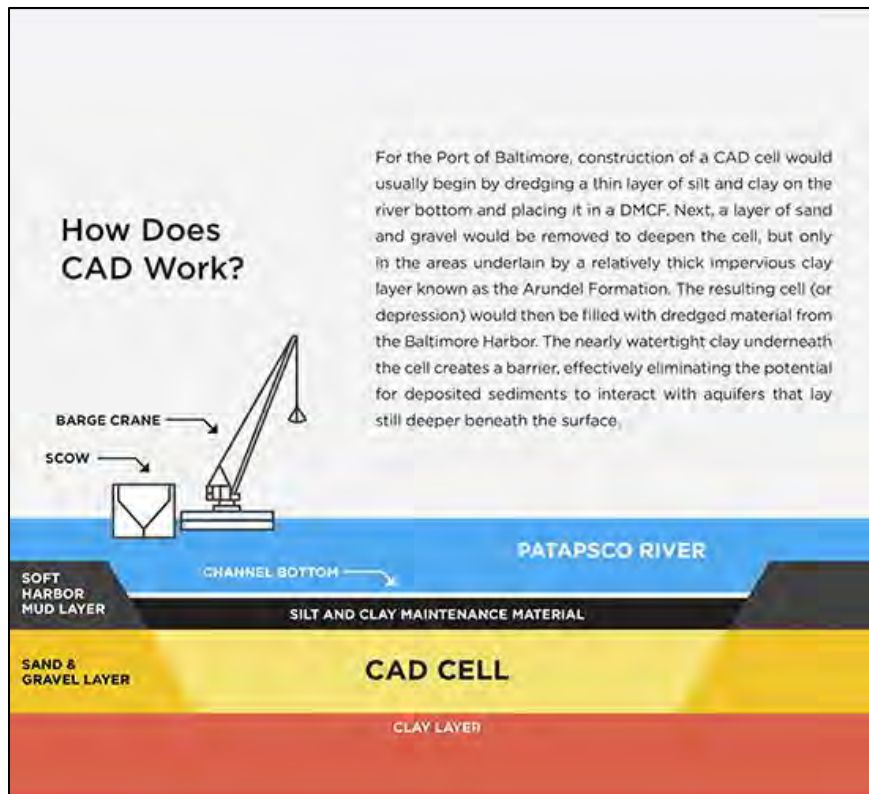 How Does
CAD Work?
For the Port of Baltimore, construction of a CAD cell would
usually begin by dredging a thin layer of silt and clay on the
river bottom and placing it in a DMCF. Next, a layer of sand
and gravel would be removed to deepen the cell, but only
in the areas underlain by a relatively thick impervious clay
layer known as the Arundel Formation. The resulting cell (or
depression) would then be filled with dredged material from
the Baltimore Harbor. The nearly watertight clay underneath
the cell creates a barrier, effectively eliminating the potential
for deposited sediments to interact with aquifers that lay
still deeper beneath the surface.
BARGE CRANE
SCOW
PATAPSCO RIVER
CHANNEL BOTTOM
SOFT
HARBOR
MUD LAYER
SILT AND CLAY MAINTENANCE MATERIAL
SAND &
GRAVEL LAYER
CAD CELL
CLAY LAYER